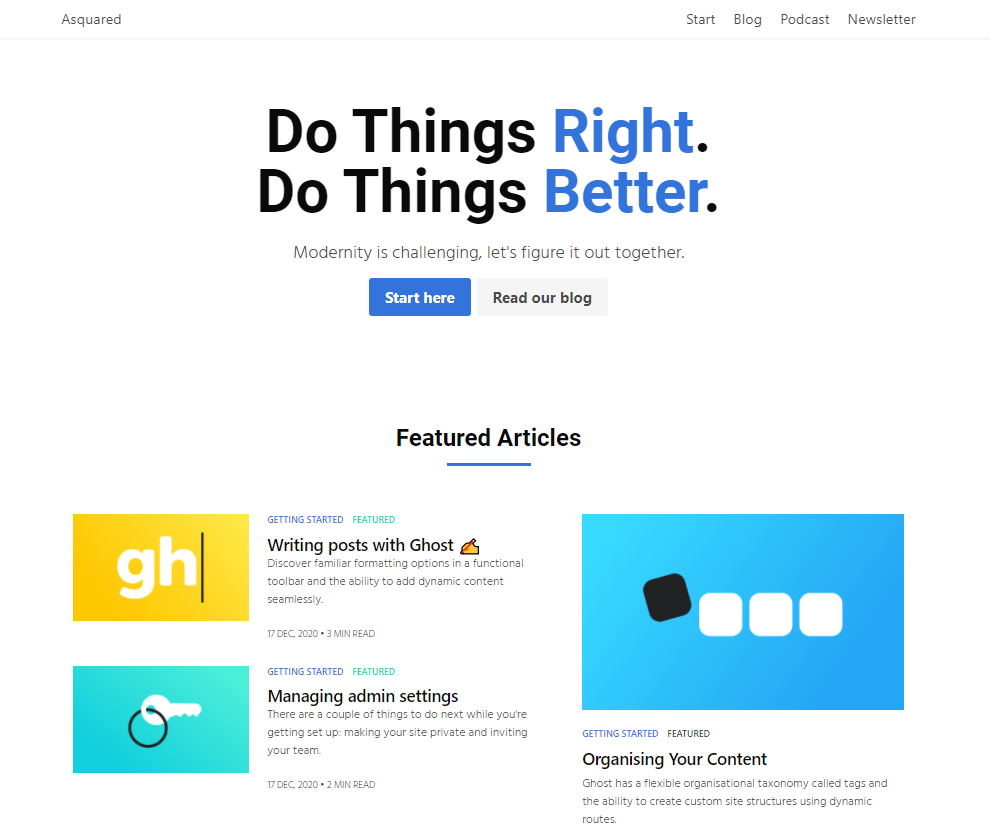 Asquared
Start Blog Podcast Newsletter
Do Things Right.
Do Things Better.
Modernity is challenging, let's figure it out together.
Start here
Read our blog
Featured Articles
gh
GETTING STARTED FEATURED
Writing posts with Ghost ✍️
Discover familiar formatting options in a functional
toolbar and the ability to add dynamic content
seamlessly.
17 DEC, 2020 • 3 MIN READ
GETTING STARTED FEATURED
Managing admin settings
There are a couple of things to do next while you're
getting set up: making your site private and inviting
your team.
17 DEC, 2020 • 2 MIN READ
GETTING STARTED FEATURED
Organising Your Content
Ghost has a flexible organisational taxonomy called tags and
the ability to create custom site structures using dynamic
routes.